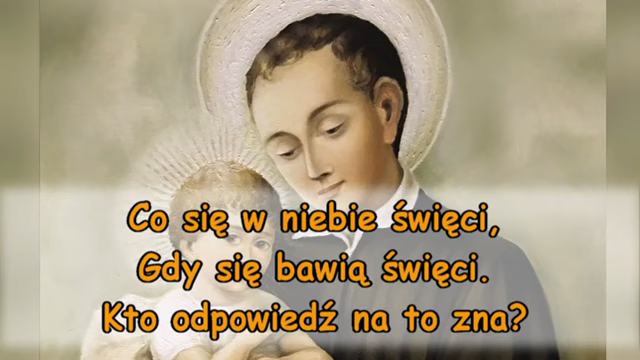 Co się w niebie święci,
Gdy się bawią święci.
Kto odpowiedź na to zna?